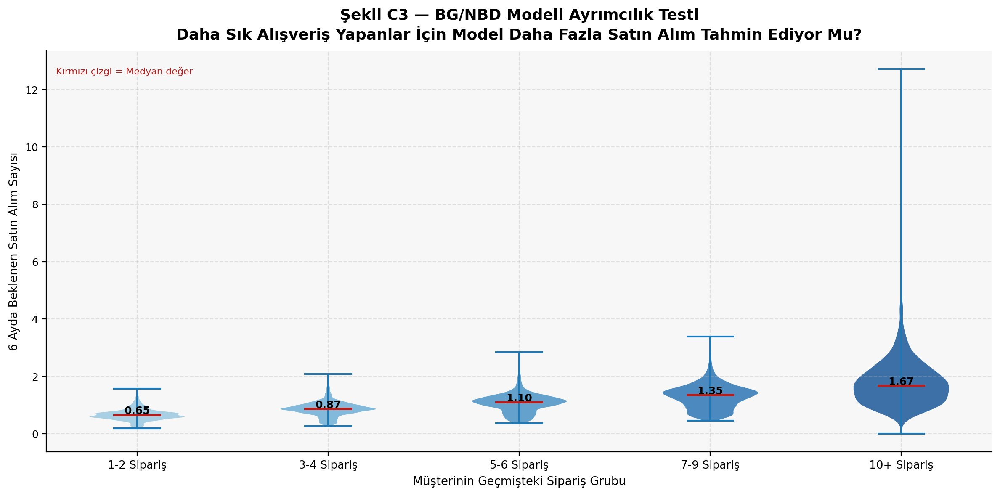 Şekil C3 — BG/NBD Modeli Ayrımcılık Testi
Daha Sık Alışveriş Yapanlar İçin Model Daha Fazla Satın Alım Tahmin Ediyor Mu?
Kırmızı çizgi = Medyan değer
6 Ayda Beklenen Satın Alım Sayısı
12
10
8
6
4
2
0
0.65
0.87
1.10
1.35
1.67
1-2 Sipariş
3-4 Sipariş
5-6 Sipariş
7-9 Sipariş
10+ Sipariş
Müşterinin Geçmişteki Sipariş Grubu